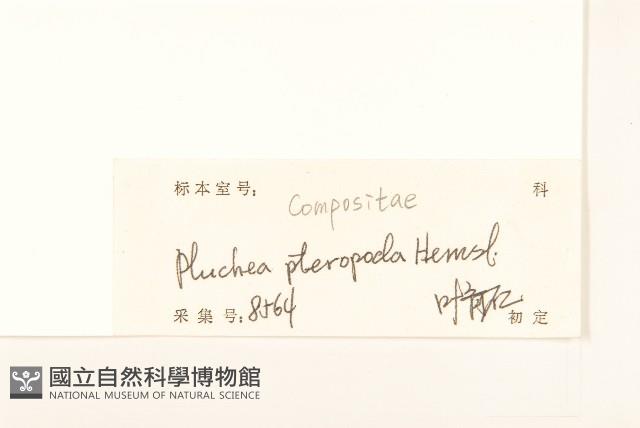 标本室号:
Compositae 科
Pluchea pteropoda Hemsl.
采集号: 8564
初定
國立自然科學博物館
NATIONAL MUSEUM OF NATURAL SCIENCE